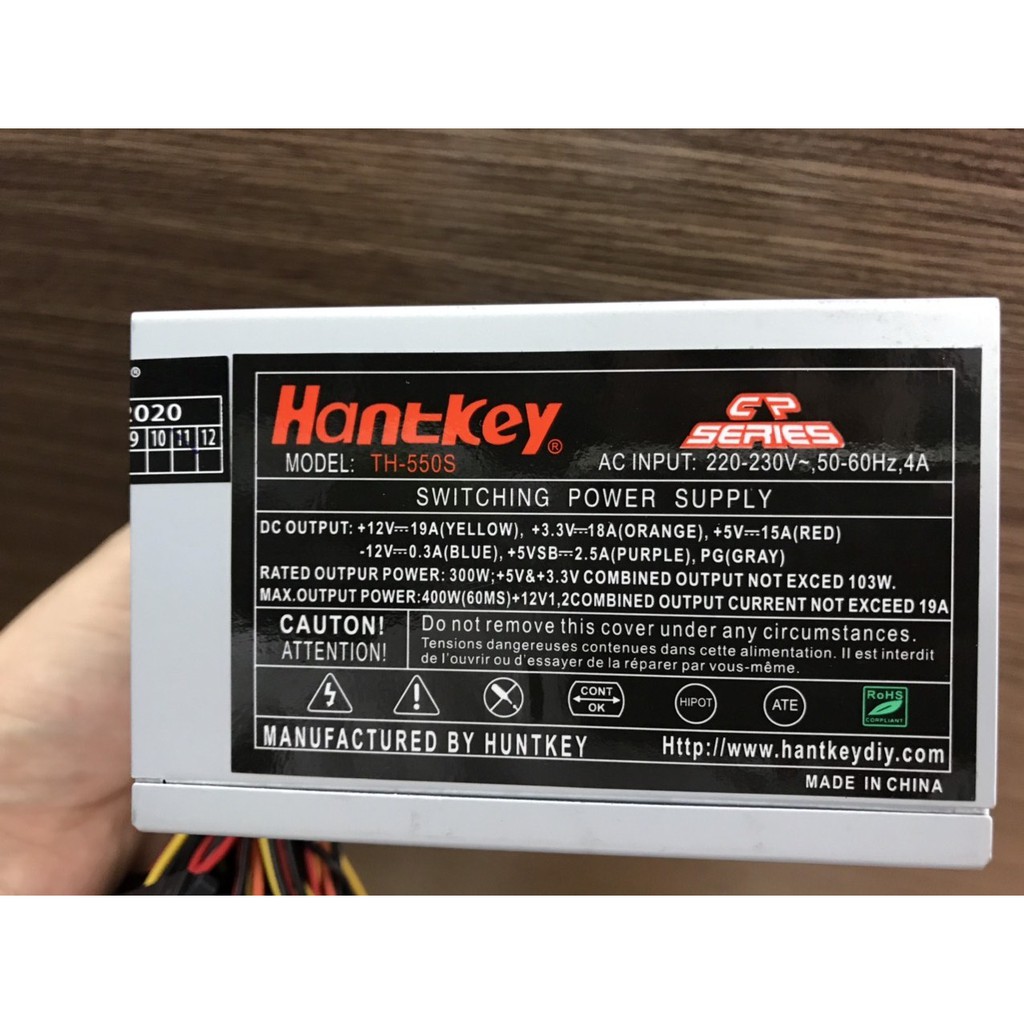 ®
2020
9 10 11 12
Hantkey®
GP SERIES
MODEL: TH-550S
AC INPUT: 220-230V~,50-60Hz,4A
SWITCHING POWER SUPPLY
DC OUTPUT: +12V⎓19A(YELLOW), +3.3V⎓18A(ORANGE), +5V⎓15A(RED)
-12V⎓0.3A(BLUE), +5VSB⎓2.5A(PURPLE), PG(GRAY)
RATED OUTPUR POWER: 300W;+5V&+3.3V COMBINED OUTPUT NOT EXCED 103W.
MAX.OUTPUT POWER:400W(60MS)+12V1,2COMBINED OUTPUT CURRENT NOT EXCEED 19A
CAUTON!
ATTENTION!
Do not remove this cover under any circumstances.
Tensions dangereuses contenues dans cette alimentation. Il est interdit
de l'ouvrir ou d'essayer de la réparer par vous-même.
CONT
OK
HIPOT
ATE
RoHS
COMPLIANT
MANUFACTURED BY HUNTKEY
Http://www.hantkeydiy.com
MADE IN CHINA